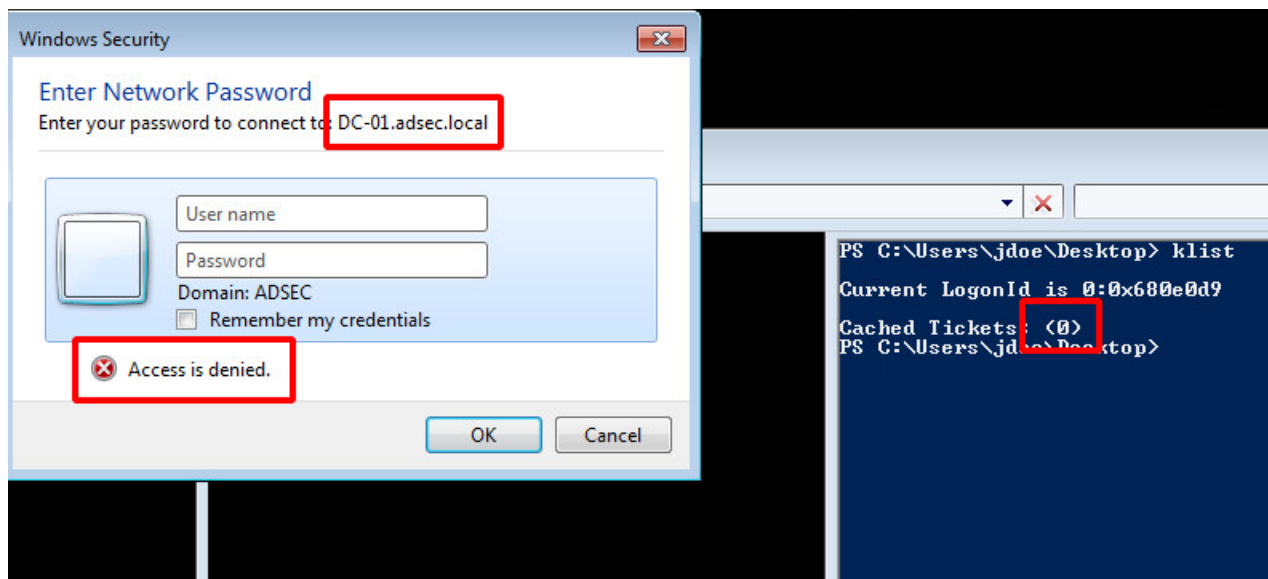 Windows Security
Enter Network Password
Enter your password to connect to: DC-01.adsec.local
User name
Password
Domain: ADSEC
Remember my credentials
Access is denied.
OK
Cancel
PS C:\Users\jdoe\Desktop> klist
Current LogonId is 0:0x680e0d9
Cached Tickets: (0)
PS C:\Users\jdoe\Desktop>